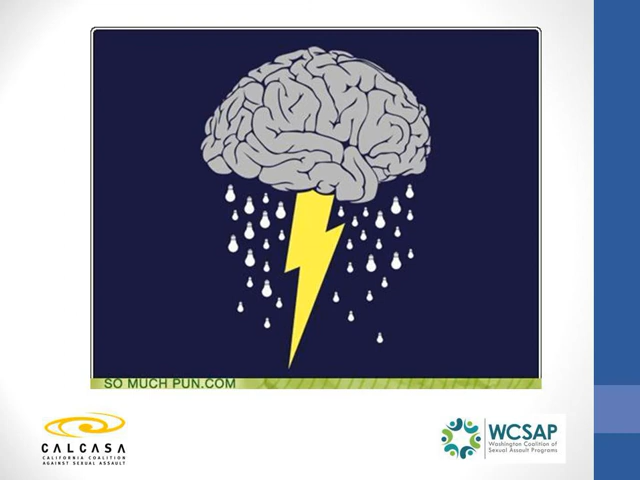 SO MUCH PUN.COM
CALCASA
CALIFORNIA COALITION
AGAINST SEXUAL ASSAULT
WCSAP
Washington Coalition of
Sexual Assault Programs